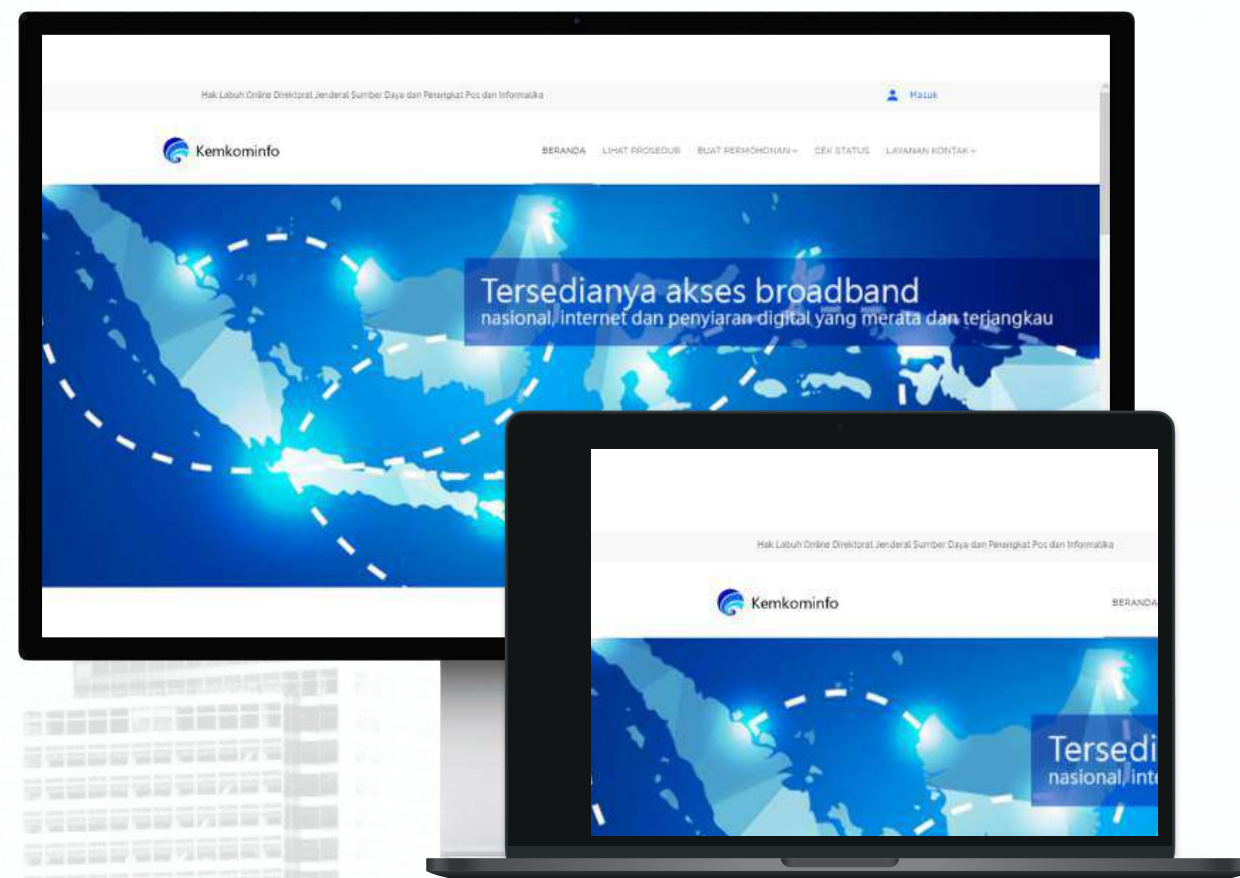 Hak Labuh Online Direktorat Jenderal Sumber Daya dan Perangkat Pos dan Informatika
Masuk
Kemkominfo
BERANDA LIHAT PROSEDUR BUAT PERMOHONAN CEK STATUS LAYANAN KONTAK
Tersedianya akses broadband
nasional, internet dan penyiaran digital yang merata dan terjangkau
Hak Labuh Online Direktorat Jenderal Sumber Daya dan Perangkat Pos dan Informatika
Kemkominfo
BERANDA
Tersedi
nasional, inte